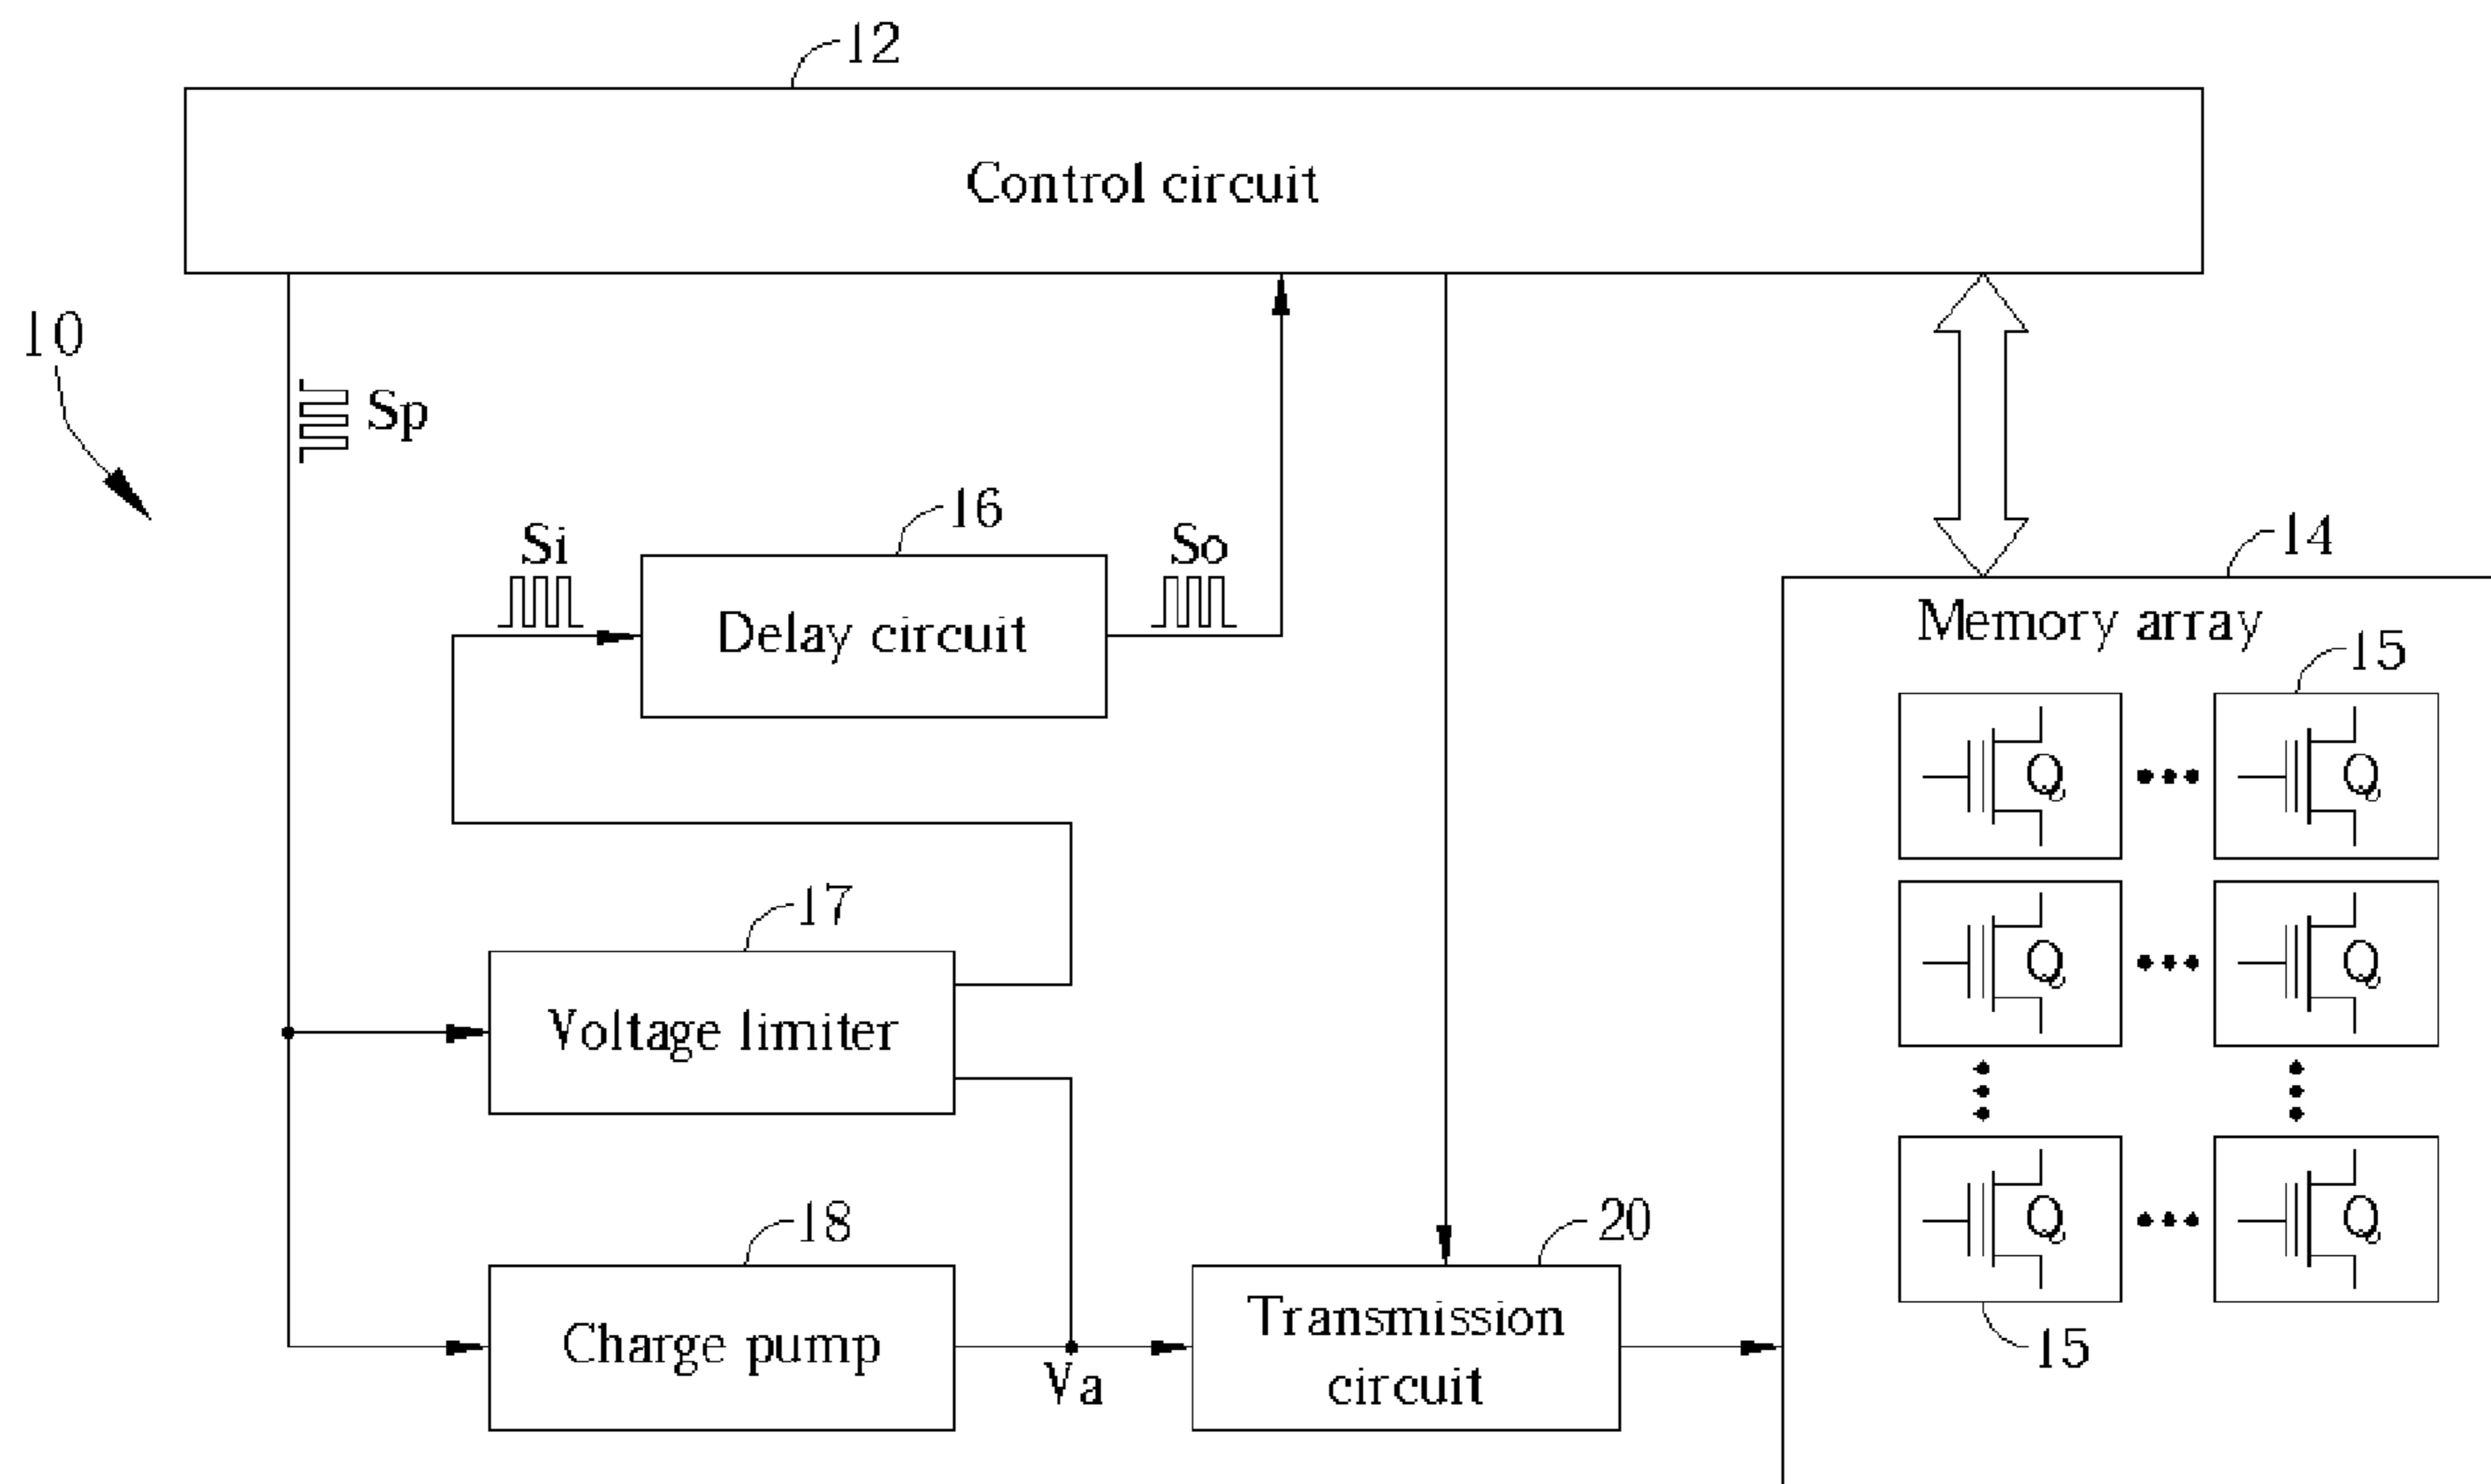 12
Control circuit
10
Sp
16
Si
So
14
Delay circuit
Memory array
15
Q
Q
17
Q
Q
Voltage limiter
18
20
Q
Q
Transmission
circuit
Charge pump
Va
15